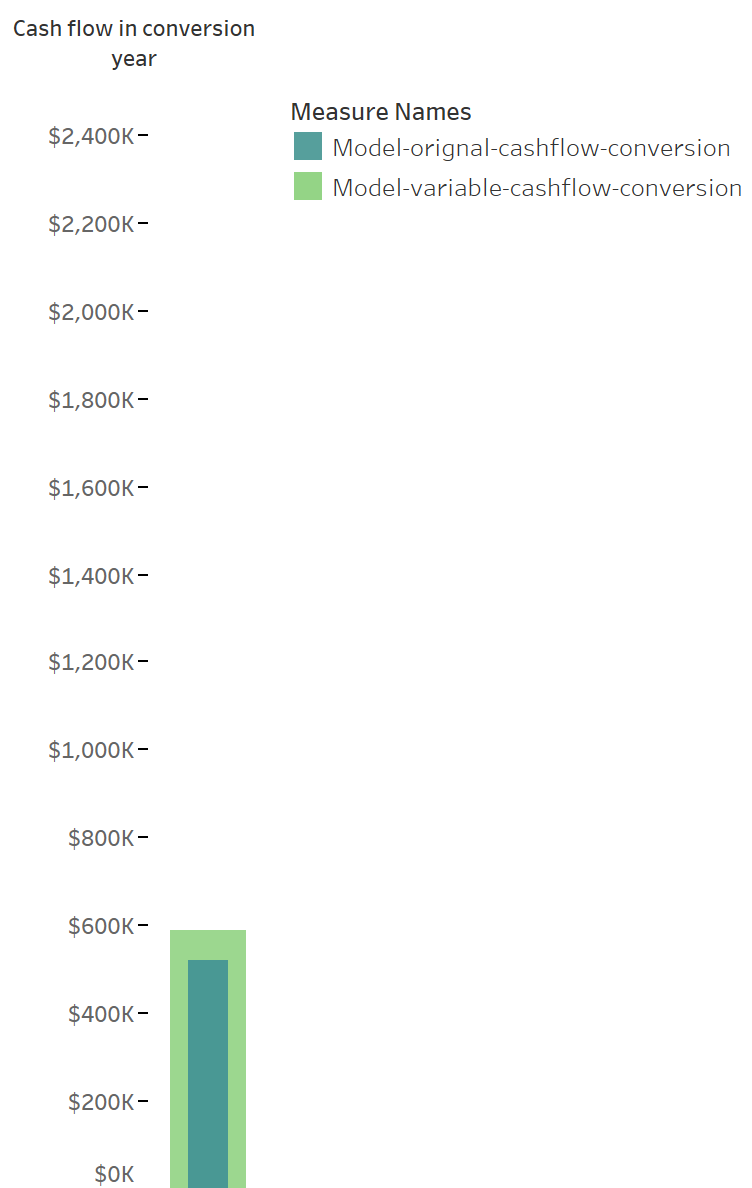 Cash flow in conversion
year
Measure Names
Model-orignal-cashflow-conversion
Model-variable-cashflow-conversion
$2,400K
$2,200K
$2,000K
$1,800K
$1,600K
$1,400K
$1,200K
$1,000K
$800K
$600K
$400K
$200K
$0K